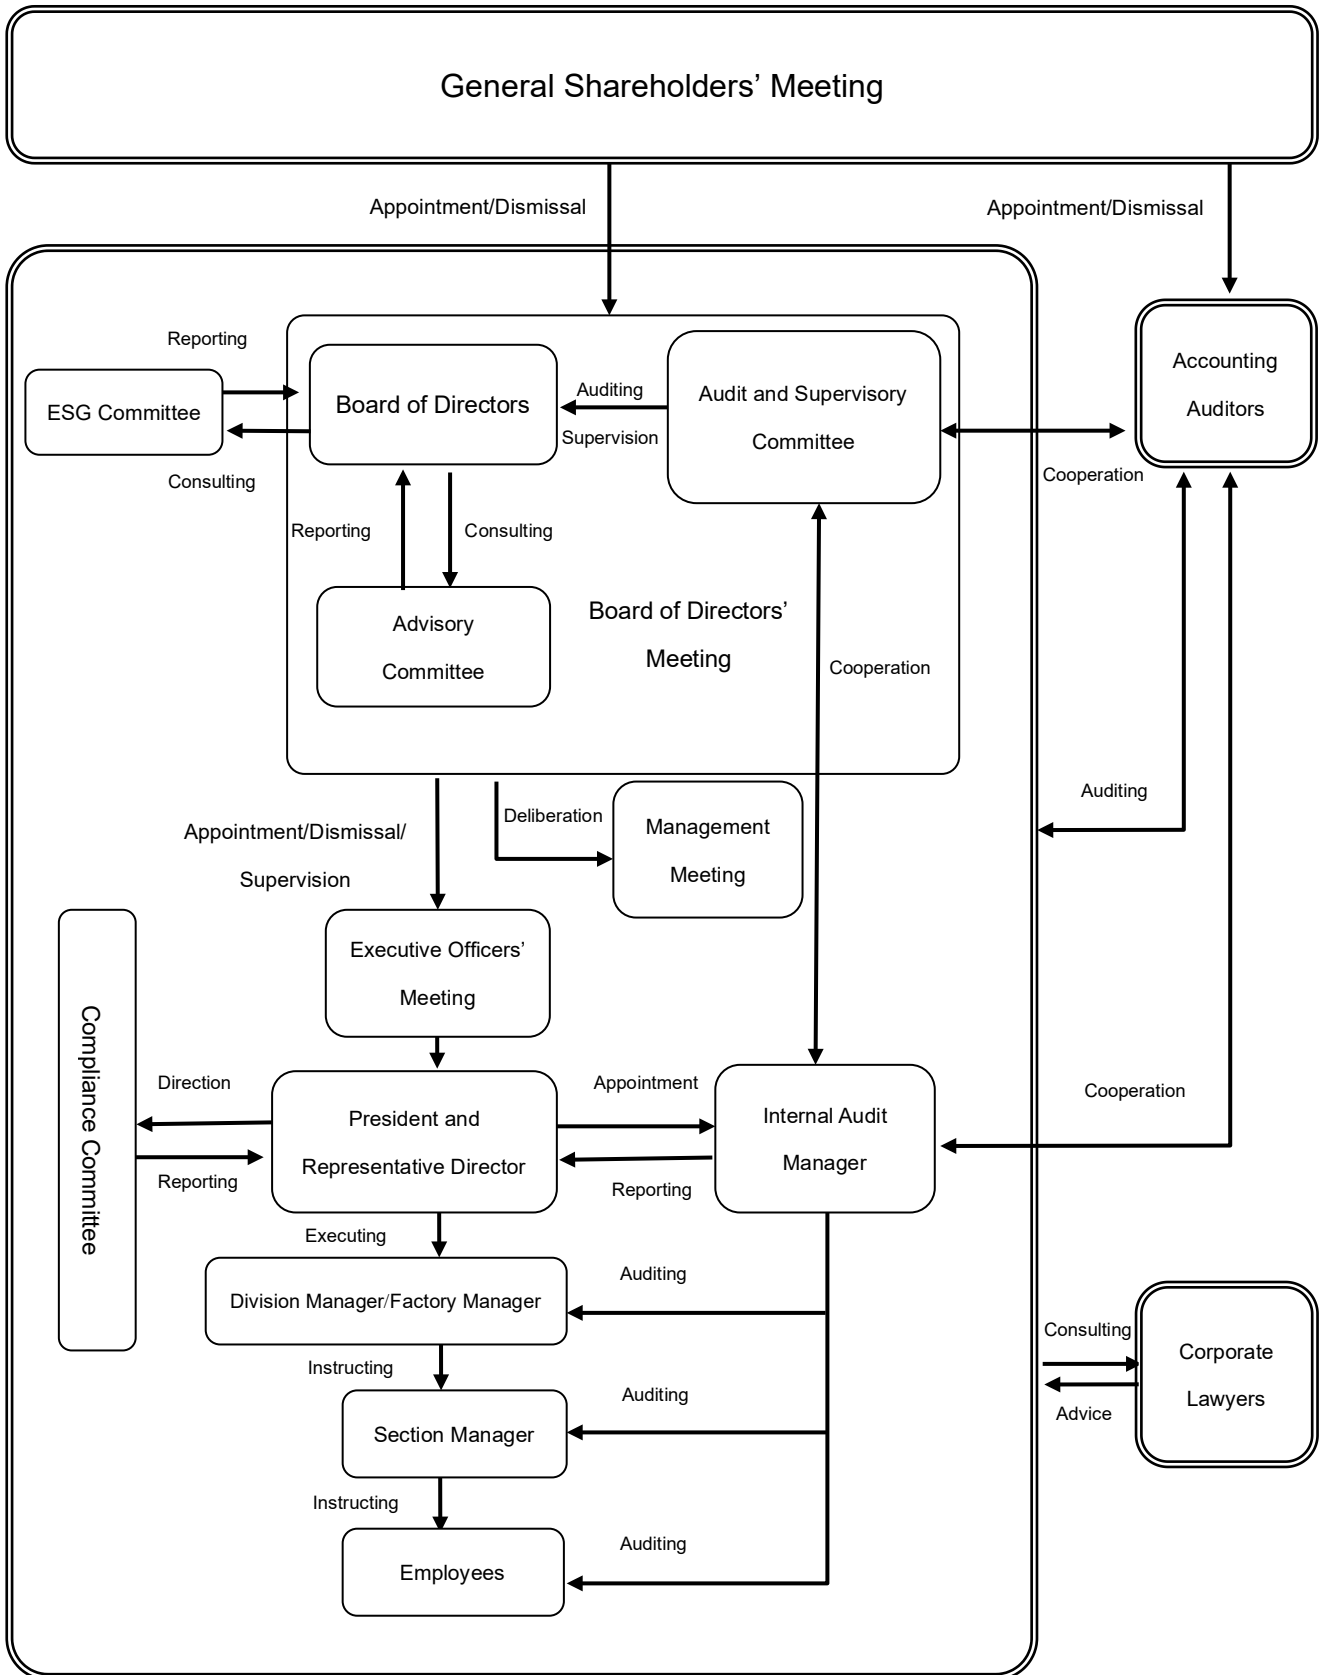 General Shareholders’ Meeting
Appointment/Dismissal
Appointment/Dismissal
Reporting
ESG Committee
Consulting
Board of Directors
Auditing
Supervision
Audit and Supervisory
Committee
Accounting
Auditors
Cooperation
Reporting
Consulting
Advisory
Committee
Board of Directors’
Meeting
Cooperation
Auditing
Appointment/Dismissal/
Supervision
Deliberation
Management
Meeting
Executive Officers’
Meeting
Compliance Committee
Direction
Reporting
President and
Representative Director
Appointment
Reporting
Internal Audit
Manager
Cooperation
Executing
Division Manager/Factory Manager
Auditing
Instructing
Section Manager
Auditing
Instructing
Employees
Auditing
Consulting
Advice
Corporate
Lawyers